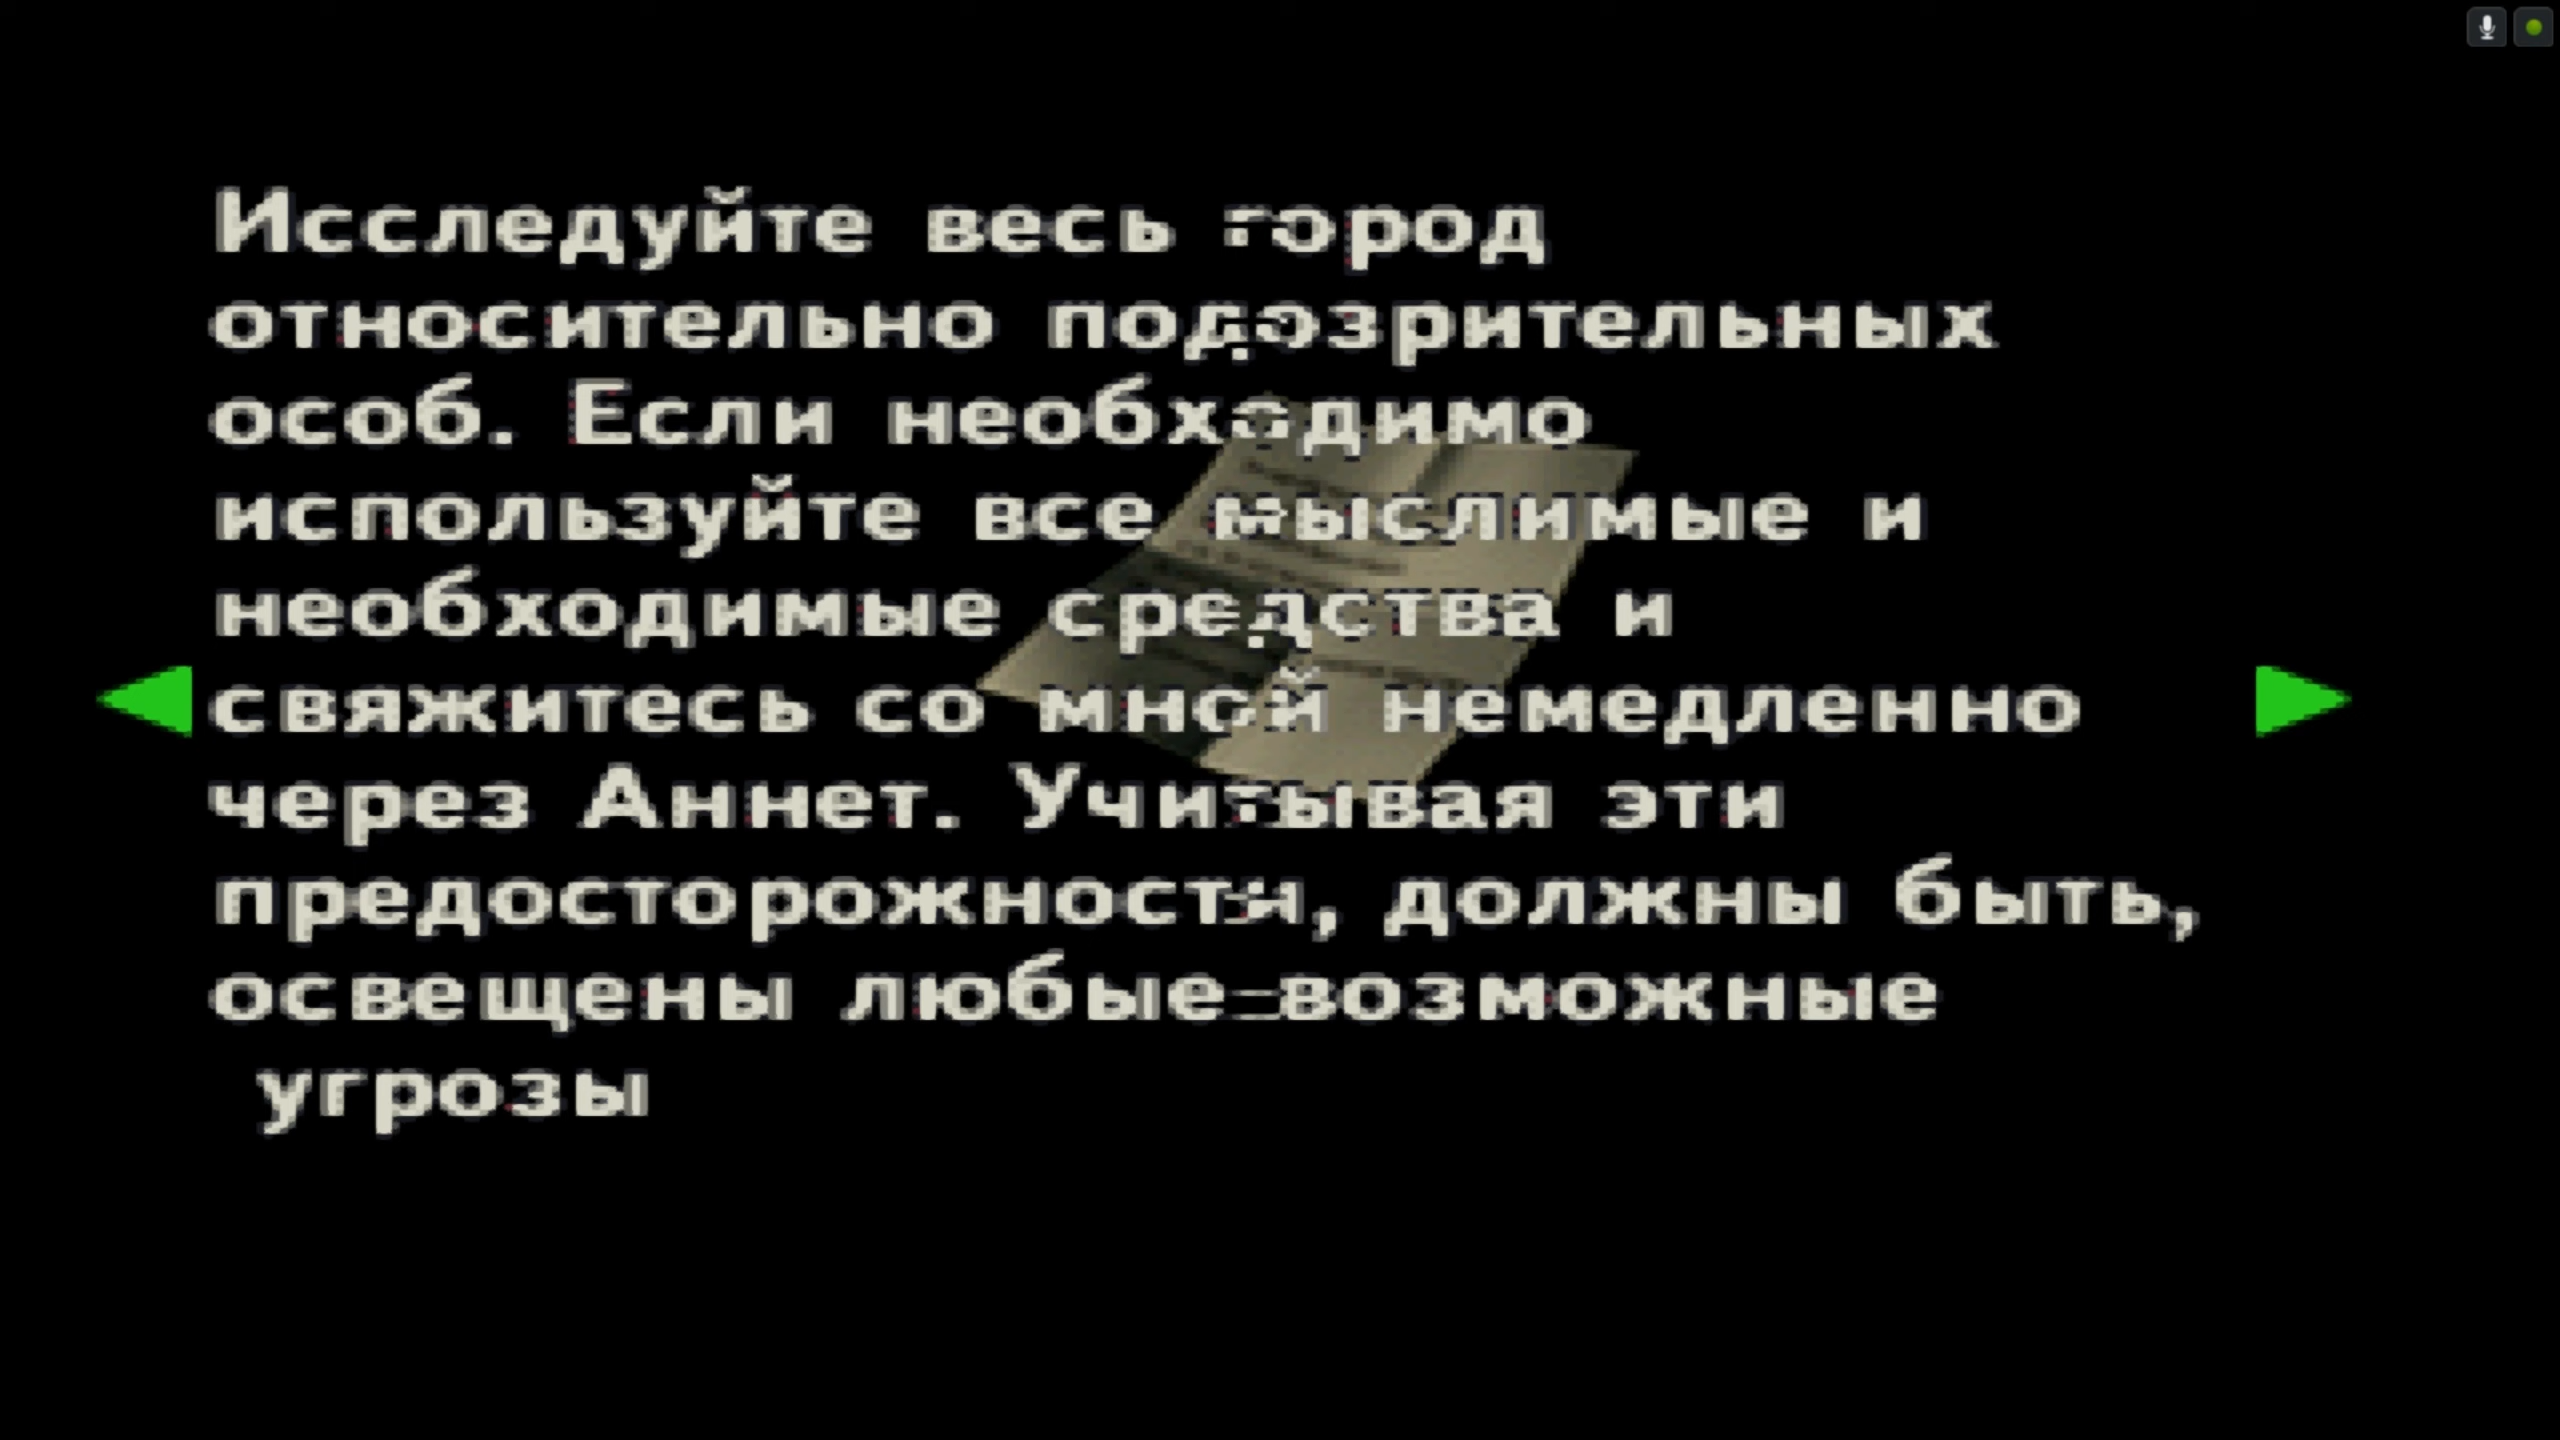 Исследуйте весь город
относительно подозрительных
особ. Если необходимо
используйте все мыслимые и
необходимые средства и
свяжитесь со мной немедленно
через Аннет. Учитывая эти
предосторожности, должны быть,
освещены любые возможные
угрозы